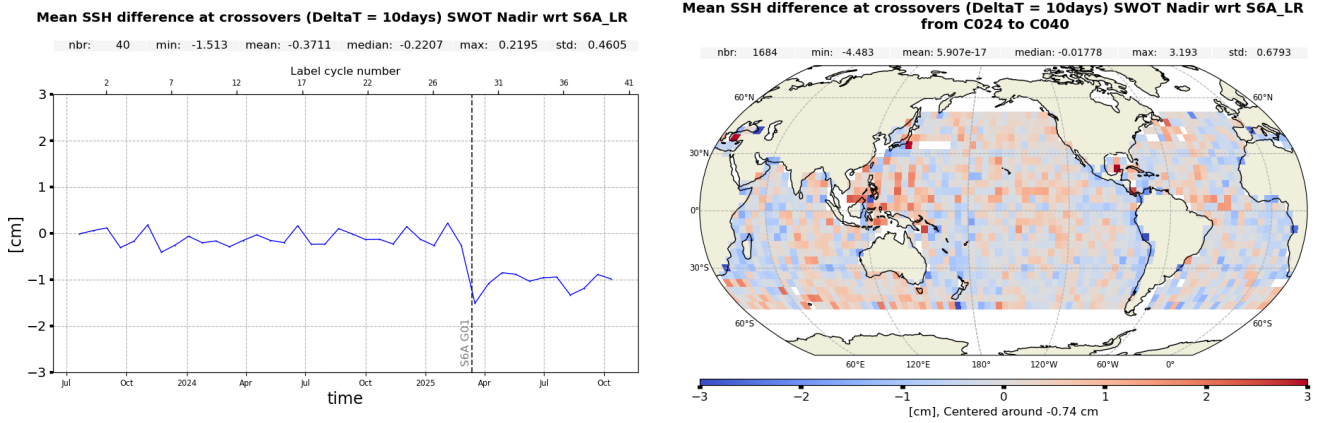 Mean SSH difference at crossovers (DeltaT = 10days) SWOT Nadir wrt S6A_LR
nbr: 40 min: -1.513 mean: -0.3711 median: -0.2207 max: 0.2195 std: 0.4605
Label cycle number
2 7 12 17 22 26 31 36 41
3
2
1
0
−1
−2
−3
[cm]
S6A G01
Jul Oct 2024 Apr Jul Oct 2025 Apr Jul Oct
time
Mean SSH difference at crossovers (DeltaT = 10days) SWOT Nadir wrt S6A_LR
from C024 to C040
nbr: 1684 min: -4.483 mean: 5.907e-17 median: -0.01778 max: 3.193 std: 0.6793
60°N 60°N
30°N 30°N
0° 0°
30°S 30°S
60°S 60°S
60°E 120°E 180° 120°W 60°W 0°
−3 −2 −1 0 1 2 3
[cm], Centered around -0.74 cm